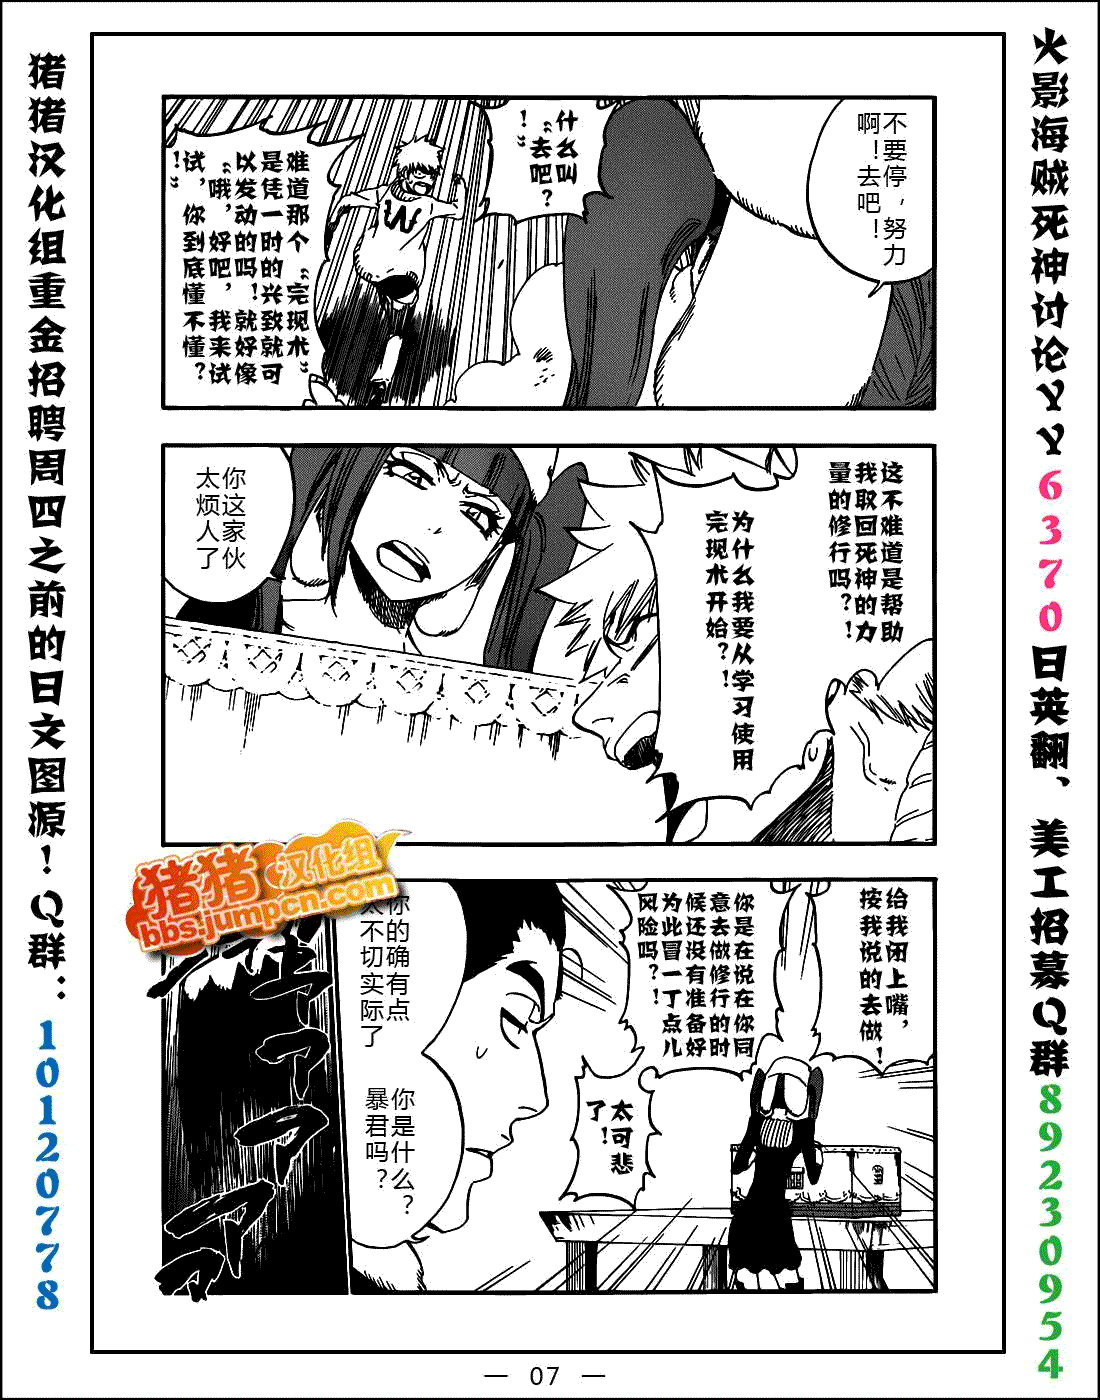 猪猪汉化组重金招聘周四之前的日文图源！Q群：101207778
火影海贼死神讨论YY6370日英翻、美工招募Q群89230954
不要停，努力
啊！去吧！
什么叫
“去吧？
！”
难道那个“完现术”
是凭一时的兴致就可
以发动的吗！就好像
“哦，好吧，我来试
试，你到底懂不懂？
！”
这不难道是帮助
我取回死神的力
量的修行吗？！
为什么我要从学习使用
完现术开始？！
你这家伙
太烦人了
给我闭上嘴，
按我说的去做！
你是在说在你同
意去做修行的时
候还没有准备好
为此冒一丁点儿
风险吗？！
太可悲
了！
你的确有点
太不切实际了
你是什么？
暴君吗？
猪猪汉化组
bbs.jumpcn.com
— 07 —